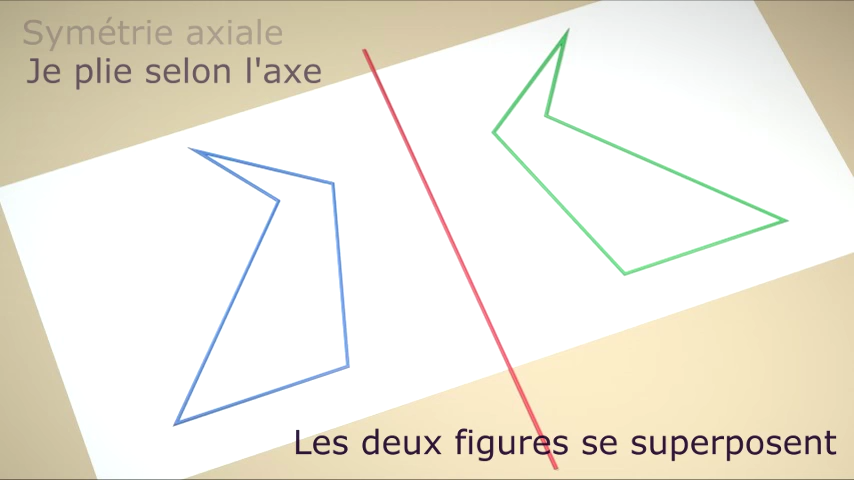 Symétrie axiale
Je plie selon l'axe
Les deux figures se superposent